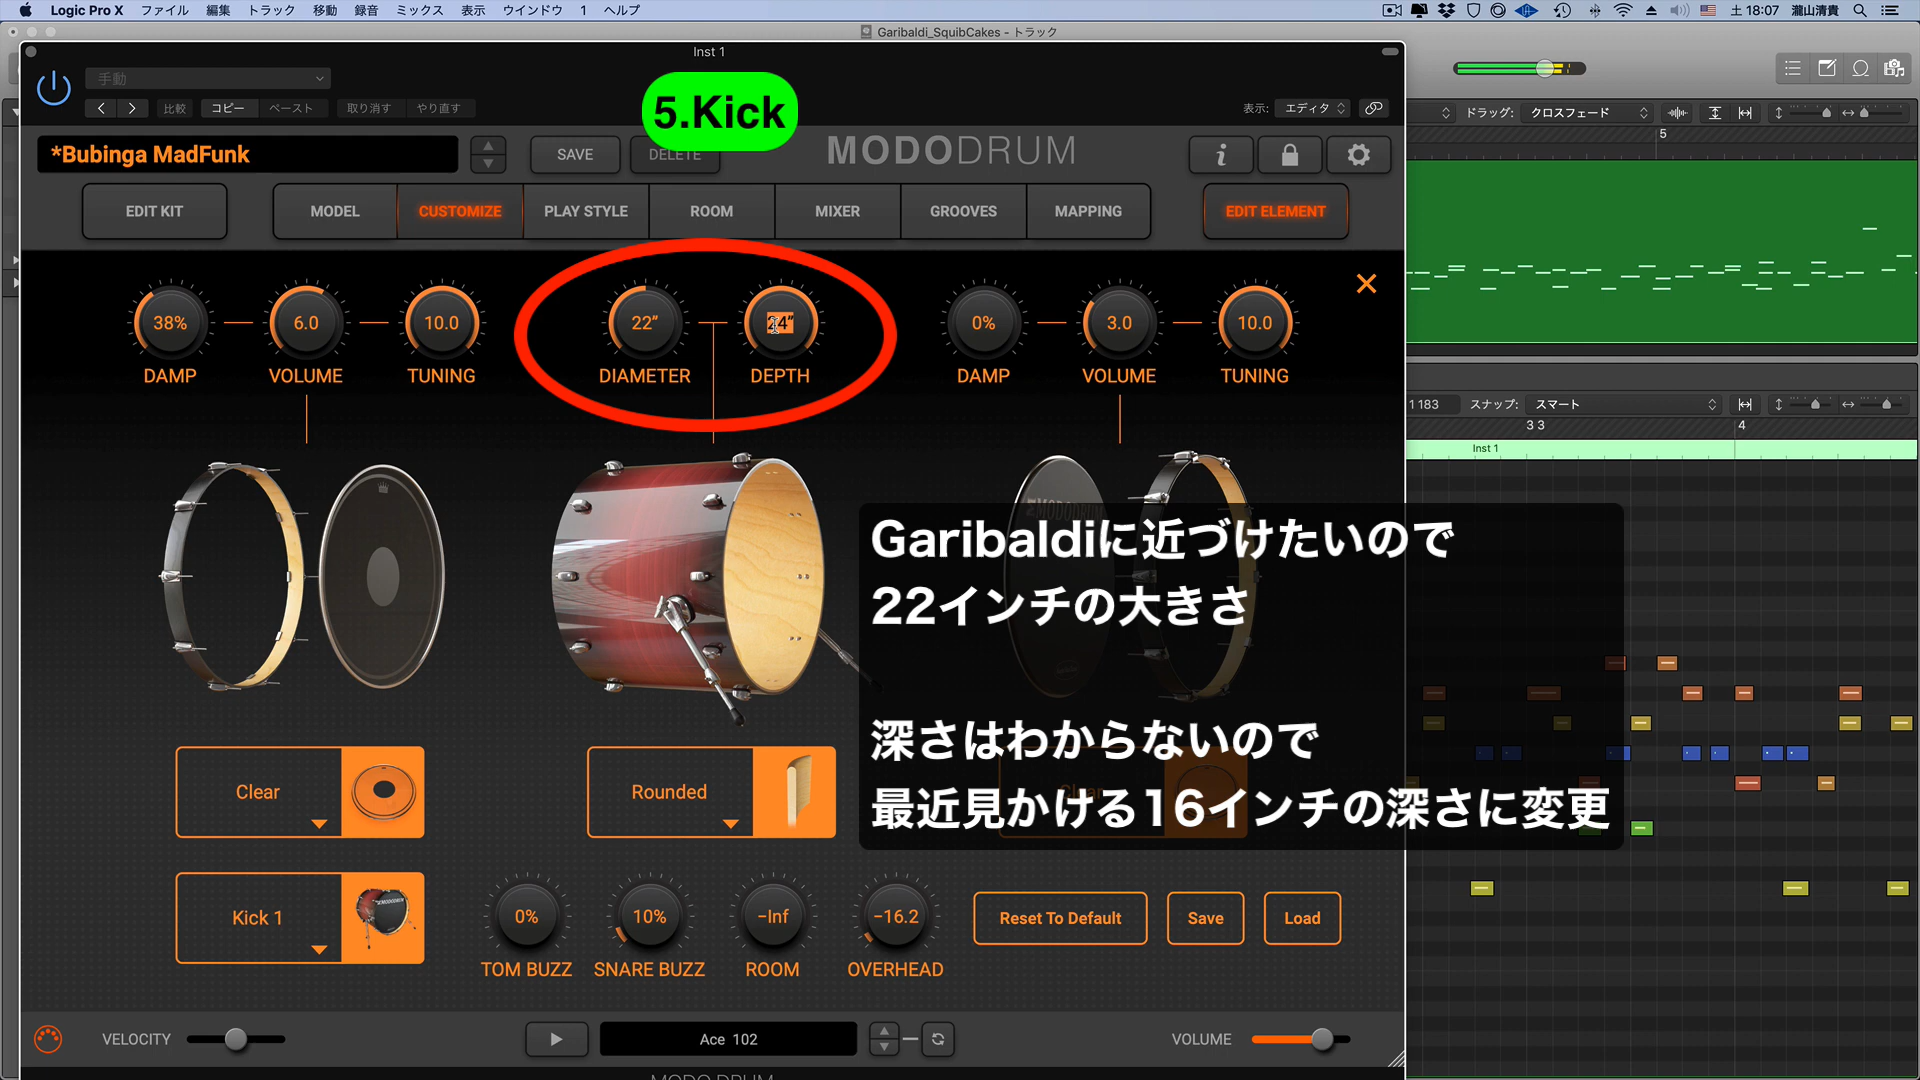 Logic Pro X ファイル 編集 トラック 移動 録音 ミックス 表示 ウインドウ 1 ヘルプ
土 18:07 瀧山清貴
Garibaldi_SquibCakes - トラック
Inst 1
手動
比較 コピー ペースト 取り消す やり直す
5.Kick
表示: エディタ
ドラッグ: クロスフェード
5
*Bubinga MadFunk
SAVE DELETE
MODODRUM
EDIT KIT MODEL CUSTOMIZE PLAY STYLE ROOM MIXER GROOVES MAPPING EDIT ELEMENT
38% 6.0 10.0 22” 24” 0% 3.0 10.0
DAMP VOLUME TUNING DIAMETER DEPTH DAMP VOLUME TUNING
1 183 スナップ: スマート
3 3 4
Inst 1
Garibaldiに近づけたいので
22インチの大きさ
深さはわからないので
最近見かける16インチの深さに変更
Clear Rounded Clear
Kick 1
0% 10% -Inf -16.2
TOM BUZZ SNARE BUZZ ROOM OVERHEAD
Reset To Default Save Load
VELOCITY
Ace 102
VOLUME
MODO DRUM